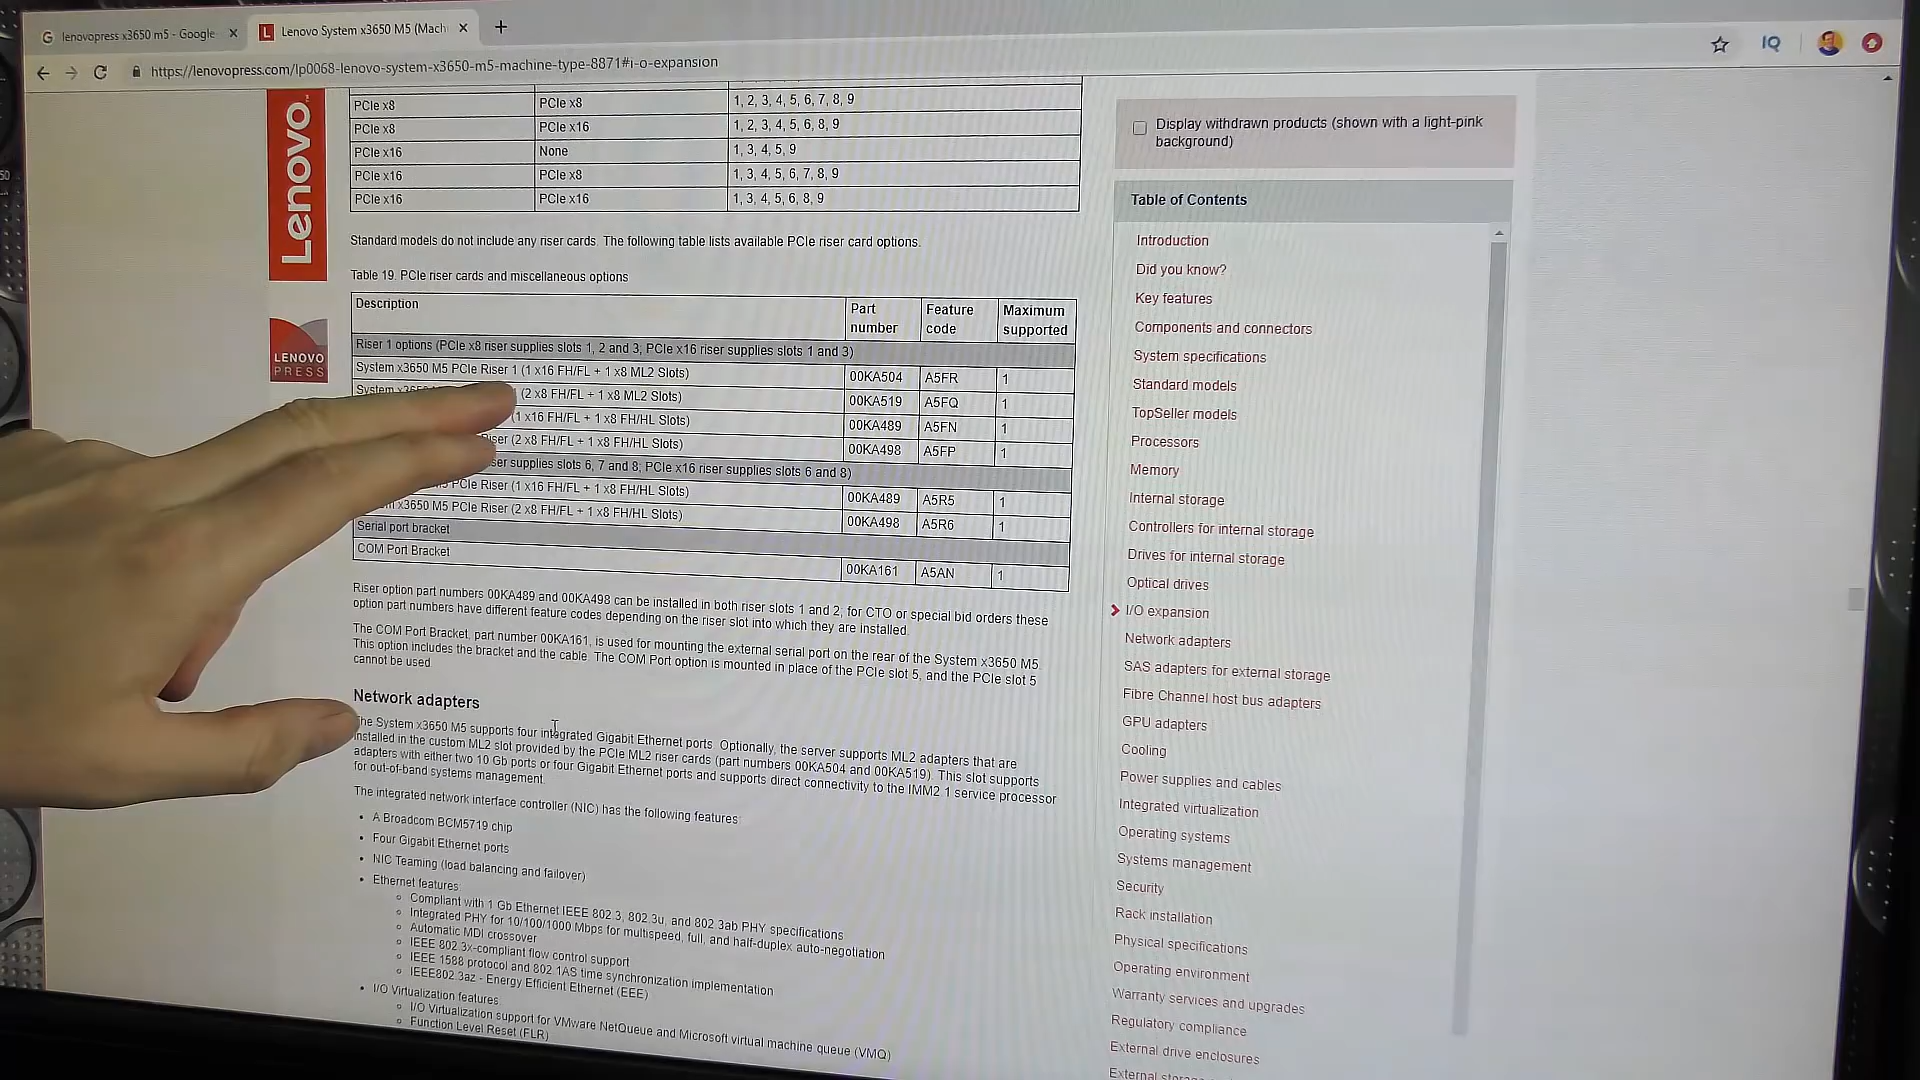 lenovopress x3650 m5 - Google
Lenovo System x3650 M5 (Mach
https://lenovopress.com/lp0068-lenovo-system-x3650-m5-machine-type-8871#i-o-expansion
IQ
50
Lenovo
LENOVO
PRESS
PCIe x8 PCIe x8 1, 2, 3, 4, 5, 6, 7, 8, 9
PCIe x8 PCIe x16 1, 2, 3, 4, 5, 6, 8, 9
PCIe x16 None 1, 3, 4, 5, 9
PCIe x16 PCIe x8 1, 3, 4, 5, 6, 7, 8, 9
PCIe x16 PCIe x16 1, 3, 4, 5, 6, 8, 9
Standard models do not include any riser cards. The following table lists available PCIe riser card options.
Table 19. PCIe riser cards and miscellaneous options
Description Part number Feature code Maximum supported
Riser 1 options (PCIe x8 riser supplies slots 1, 2 and 3; PCIe x16 riser supplies slots 1 and 3)
System x3650 M5 PCIe Riser 1 (1 x16 FH/FL + 1 x8 ML2 Slots) 00KA504 A5FR 1
System (2 x8 FH/FL + 1 x8 ML2 Slots) 00KA519 A5FQ 1
(1 x16 FH/FL + 1 x8 FH/HL Slots) 00KA489 A5FN 1
(2 x8 FH/FL + 1 x8 FH/HL Slots) 00KA498 A5FP 1
supplies slots 6, 7 and 8; PCIe x16 riser supplies slots 6 and 8)
PCIe Riser (1 x16 FH/FL + 1 x8 FH/HL Slots) 00KA489 A5R5 1
x3650 M5 PCIe Riser (2 x8 FH/FL + 1 x8 FH/HL Slots) 00KA498 A5R6 1
Serial port bracket
COM Port Bracket 00KA161 A5AN 1
Riser option part numbers 00KA489 and 00KA498 can be installed in both riser slots 1 and 2; for CTO or special bid orders these
option part numbers have different feature codes depending on the riser slot into which they are installed.
The COM Port Bracket, part number 00KA161, is used for mounting the external serial port on the rear of the System x3650 M5.
This option includes the bracket and the cable. The COM Port option is mounted in place of the PCIe slot 5, and the PCIe slot 5
cannot be used.
Network adapters
The System x3650 M5 supports four integrated Gigabit Ethernet ports. Optionally, the server supports ML2 adapters that are
installed in the custom ML2 slot provided by the PCIe ML2 riser cards (part numbers 00KA504 and 00KA519). This slot supports
adapters with either two 10 Gb ports or four Gigabit Ethernet ports and supports direct connectivity to the IMM2.1 service processor
for out-of-band systems management.
The integrated network interface controller (NIC) has the following features:
• A Broadcom BCM5719 chip
• Four Gigabit Ethernet ports
• NIC Teaming (load balancing and failover)
• Ethernet features:
Compliant with 1 Gb Ethernet IEEE 802.3, 802.3u, and 802.3ab PHY specifications
Integrated PHY for 10/100/1000 Mbps for multispeed, full, and half-duplex auto-negotiation
Automatic MDI crossover
IEEE 802.3x-compliant flow control support
IEEE 1588 protocol and 802.1AS time synchronization implementation
IEEE802.3az - Energy Efficient Ethernet (EEE)
• I/O Virtualization features
I/O Virtualization support for VMware NetQueue and Microsoft virtual machine queue (VMQ)
Function Level Reset (FLR)
Display withdrawn products (shown with a light-pink
background)
Table of Contents
Introduction
Did you know?
Key features
Components and connectors
System specifications
Standard models
TopSeller models
Processors
Memory
Internal storage
Controllers for internal storage
Drives for internal storage
Optical drives
I/O expansion
Network adapters
SAS adapters for external storage
Fibre Channel host bus adapters
GPU adapters
Cooling
Power supplies and cables
Integrated virtualization
Operating systems
Systems management
Security
Rack installation
Physical specifications
Operating environment
Warranty services and upgrades
Regulatory compliance
External drive enclosures
External